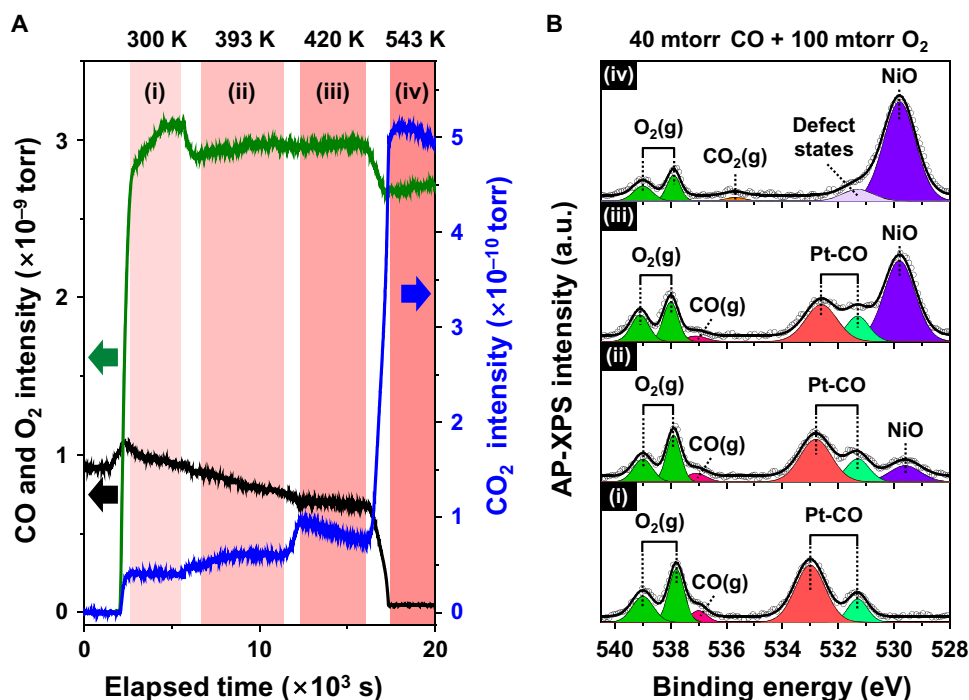 A
300 K 393 K 420 K 543 K
(i) (ii) (iii) (iv)
CO and O2 intensity (×10–9 torr)
3
2
1
0
CO2 intensity (×10–10 torr)
5
4
3
2
1
0
0 10 20
Elapsed time (×103 s)
B
40 mtorr CO + 100 mtorr O2
AP-XPS intensity (a.u.)
(iv)
NiO
O2(g)
CO2(g)
Defect
states
(iii)
NiO
O2(g)
Pt-CO
CO(g)
(ii)
O2(g)
Pt-CO
CO(g)
NiO
(i)
O2(g)
Pt-CO
CO(g)
540 538 536 534 532 530 528
Binding energy (eV)